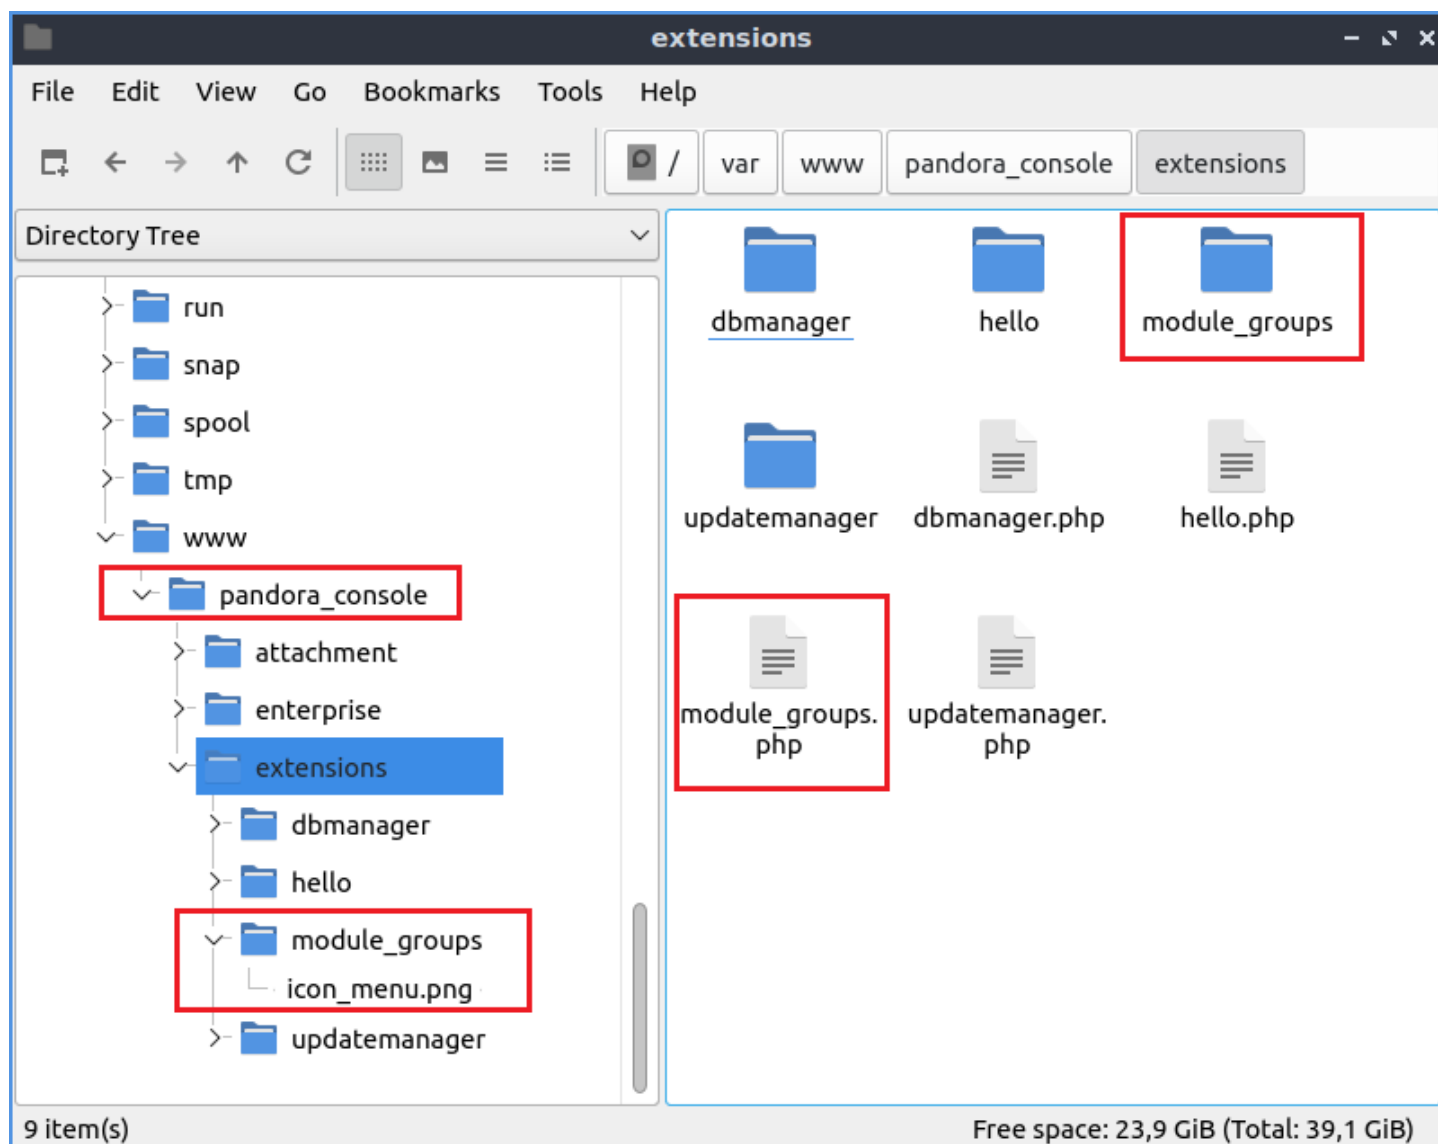 extensions
File Edit View Go Bookmarks Tools Help
/ var www pandora_console extensions
Directory Tree
run
snap
spool
tmp
www
pandora_console
attachment
enterprise
extensions
dbmanager
hello
module_groups
icon_menu.png
updatemanager
dbmanager hello module_groups
updatemanager dbmanager.php hello.php
module_groups.
php
updatemanager.
php
9 item(s) Free space: 23,9 GiB (Total: 39,1 GiB)